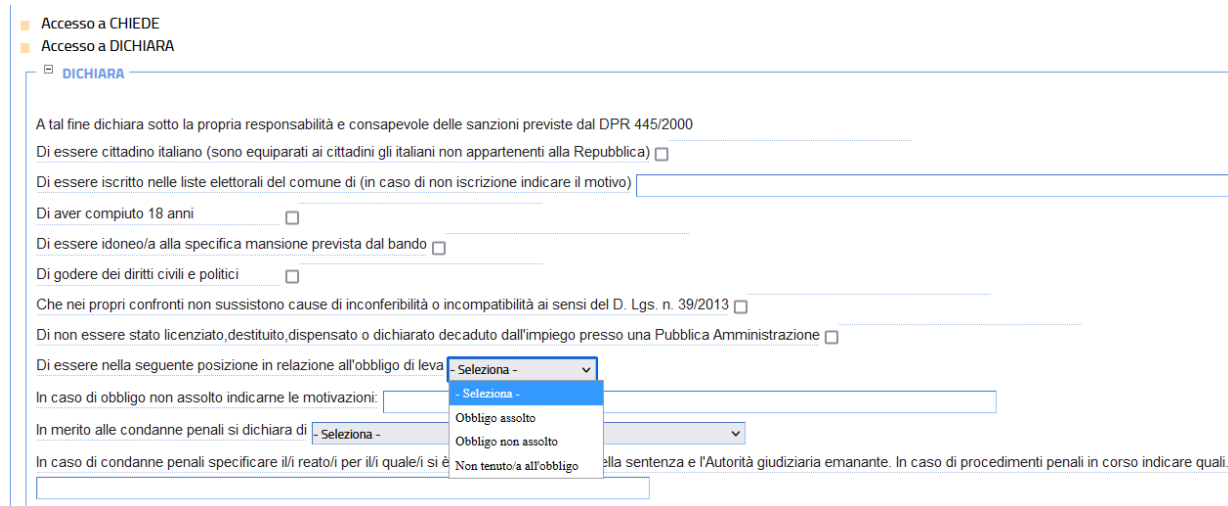 Accesso a CHIEDE
Accesso a DICHIARA
DICHIARA
A tal fine dichiara sotto la propria responsabilità e consapevole delle sanzioni previste dal DPR 445/2000
Di essere cittadino italiano (sono equiparati ai cittadini gli italiani non appartenenti alla Repubblica)
Di essere iscritto nelle liste elettorali del comune di (in caso di non iscrizione indicare il motivo)
Di aver compiuto 18 anni
Di essere idoneo/a alla specifica mansione prevista dal bando
Di godere dei diritti civili e politici
Che nei propri confronti non sussistono cause di inconferibilità o incompatibilità ai sensi del D. Lgs. n. 39/2013
Di non essere stato licenziato,destituito,dispensato o dichiarato decaduto dall'impiego presso una Pubblica Amministrazione
Di essere nella seguente posizione in relazione all'obbligo di leva - Seleziona -
- Seleziona -
Obbligo assolto
Obbligo non assolto
Non tenuto/a all'obbligo
In caso di obbligo non assolto indicarne le motivazioni:
In merito alle condanne penali si dichiara di - Seleziona -
In caso di condanne penali specificare il/i reato/i per il/i quale/i si è ella sentenza e l'Autorità giudiziaria emanante. In caso di procedimenti penali in corso indicare quali.